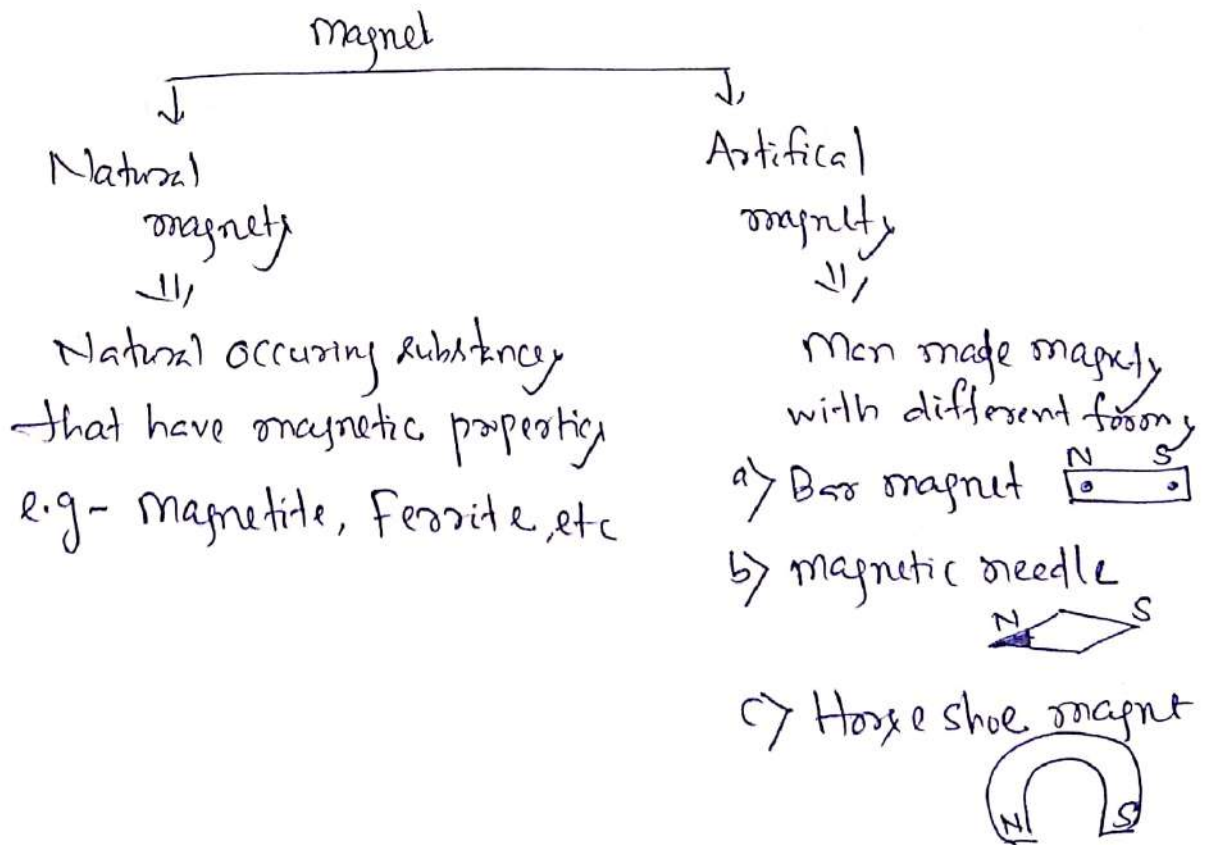 Magnet
Natural
magnets
Natural occuring substances
that have magnetic properties
e.g- Magnetite, Ferrite, etc
Artifical
magnets
Man made magnets
with different forms
a) Bar magnet
N S
b) magnetic needle
N S
c) Horse shoe magnt
N S